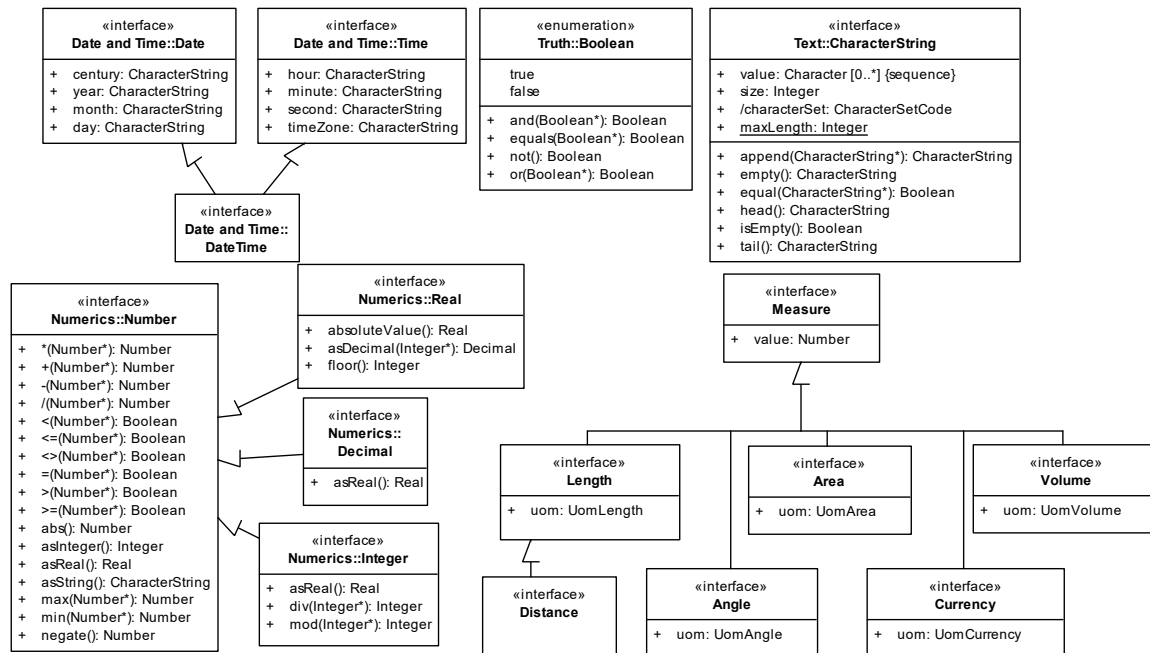 «interface»
Date and Time::Date
+ century: CharacterString
+ year: CharacterString
+ month: CharacterString
+ day: CharacterString
«interface»
Date and Time::Time
+ hour: CharacterString
+ minute: CharacterString
+ second: CharacterString
+ timeZone: CharacterString
«enumeration»
Truth::Boolean
true
false
+ and(Boolean*): Boolean
+ equals(Boolean*): Boolean
+ not(): Boolean
+ or(Boolean*): Boolean
«interface»
Text::CharacterString
+ value: Character [0..*] {sequence}
+ size: Integer
+ /characterSet: CharacterSetCode
+ maxLength: Integer
+ append(CharacterString*): CharacterString
+ empty(): CharacterString
+ equal(CharacterString*): Boolean
+ head(): CharacterString
+ isEmpty(): Boolean
+ tail(): CharacterString
«interface»
Date and Time::
DateTime
«interface»
Numerics::Number
+ *(Number*): Number
+ +(Number*): Number
+ -(Number*): Number
+ /(Number*): Number
+ <(Number*): Boolean
+ <=(Number*): Boolean
+ <>(Number*): Boolean
+ =(Number*): Boolean
+ >(Number*): Boolean
+ >=(Number*): Boolean
+ abs(): Number
+ asInteger(): Integer
+ asReal(): Real
+ asString(): CharacterString
+ max(Number*): Number
+ min(Number*): Number
+ negate(): Number
«interface»
Numerics::Real
+ absoluteValue(): Real
+ asDecimal(Integer*): Decimal
+ floor(): Integer
«interface»
Numerics::
Decimal
+ asReal(): Real
«interface»
Numerics::Integer
+ asReal(): Real
+ div(Integer*): Integer
+ mod(Integer*): Integer
«interface»
Measure
+ value: Number
«interface»
Length
+ uom: UomLength
«interface»
Area
+ uom: UomArea
«interface»
Volume
+ uom: UomVolume
«interface»
Distance
«interface»
Angle
+ uom: UomAngle
«interface»
Currency
+ uom: UomCurrency